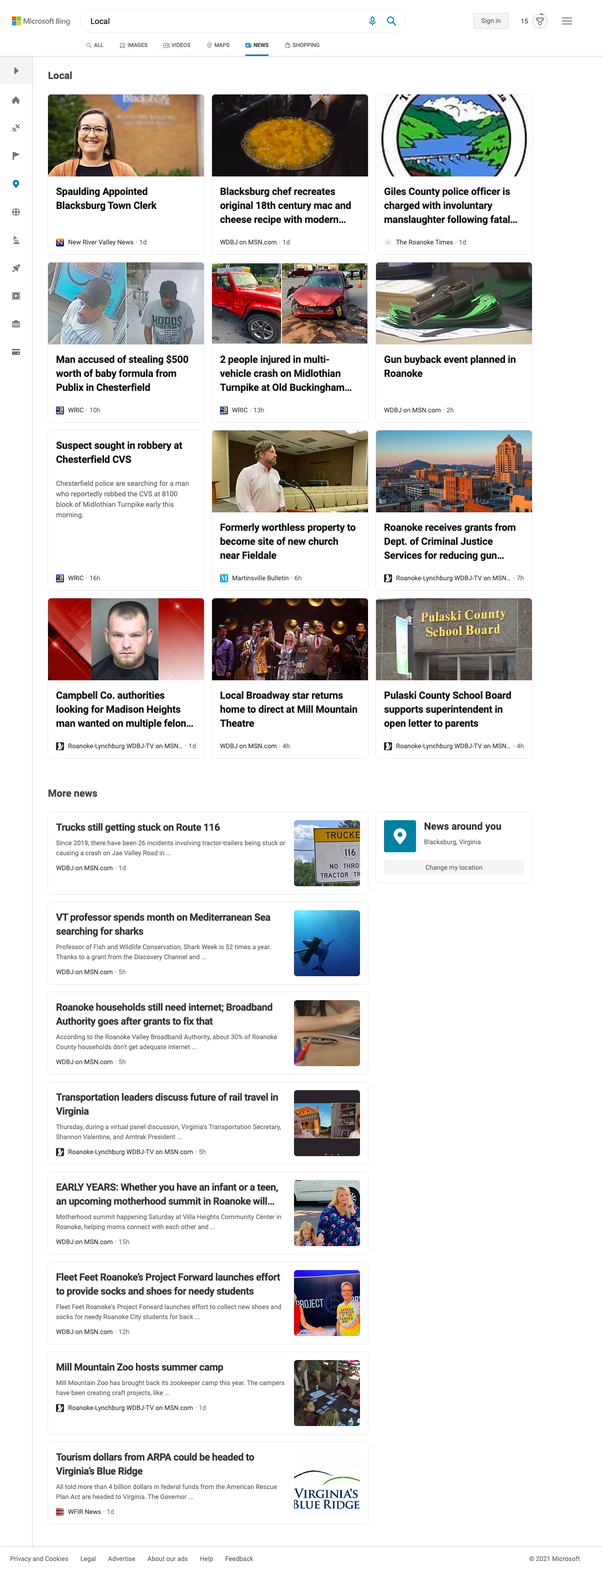 Microsoft Bing
Local
Sign in
15
ALL
IMAGES
VIDEOS
MAPS
NEWS
SHOPPING
Local
Blacksburg
Spaulding Appointed
Blacksburg Town Clerk
New River Valley News · 1d
Blacksburg chef recreates
original 18th century mac and
cheese recipe with modern...
WDBJ on MSN.com · 1d
Giles County police officer is
charged with involuntary
manslaughter following fatal...
The Roanoke Times · 1d
Man accused of stealing $500
worth of baby formula from
Publix in Chesterfield
WRIC · 10h
2 people injured in multi-
vehicle crash on Midlothian
Turnpike at Old Buckingham...
WRIC · 13h
Gun buyback event planned in
Roanoke
WDBJ on MSN.com · 2h
Suspect sought in robbery at
Chesterfield CVS
Chesterfield police are searching for a man
who reportedly robbed the CVS at 8100
block of Midlothian Turnpike early this
morning.
WRIC · 16h
Formerly worthless property to
become site of new church
near Fieldale
Martinsville Bulletin · 6h
Roanoke receives grants from
Dept. of Criminal Justice
Services for reducing gun...
Roanoke-Lynchburg WDBJ-TV on MSN... · 7h
Campbell Co. authorities
looking for Madison Heights
man wanted on multiple felon...
Roanoke-Lynchburg WDBJ-TV on MSN... · 1d
Local Broadway star returns
home to direct at Mill Mountain
Theatre
WDBJ on MSN.com · 4h
Pulaski County
School Board
Pulaski County School Board
supports superintendent in
open letter to parents
Roanoke-Lynchburg WDBJ-TV on MSN... · 4h
More news
Trucks still getting stuck on Route 116
Since 2019, there have been 26 incidents involving tractor-trailers being stuck or
causing a crash on Jae Valley Road in ...
WDBJ on MSN.com · 1d
TRUCKE
116
NO THRO
TRACTOR TR
News around you
Blacksburg, Virginia
Change my location
VT professor spends month on Mediterranean Sea
searching for sharks
Professor of Fish and Wildlife Conservation, Shark Week is 52 times a year.
Thanks to a grant from the Discovery Channel and ...
WDBJ on MSN.com · 5h
Roanoke households still need internet; Broadband
Authority goes after grants to fix that
According to the Roanoke Valley Broadband Authority, about 30% of Roanoke
County households don't get adequate internet ...
WDBJ on MSN.com · 5h
Transportation leaders discuss future of rail travel in
Virginia
Thursday, during a virtual panel discussion, Virginia's Transportation Secretary,
Shannon Valentine, and Amtrak President ...
Roanoke-Lynchburg WDBJ-TV on MSN.com · 5h
EARLY YEARS: Whether you have an infant or a teen,
an upcoming motherhood summit in Roanoke will...
Motherhood summit happening Saturday at Villa Heights Community Center in
Roanoke, helping moms connect with each other and ...
WDBJ on MSN.com · 15h
Fleet Feet Roanoke's Project Forward launches effort
to provide socks and shoes for needy students
Fleet Feet Roanoke's Project Forward launches effort to collect new shoes and
socks for needy Roanoke City students for back ...
WDBJ on MSN.com · 12h
Mill Mountain Zoo hosts summer camp
Mill Mountain Zoo has brought back its zookeeper camp this year. The campers
have been creating craft projects, like ...
Roanoke-Lynchburg WDBJ-TV on MSN.com · 1d
Tourism dollars from ARPA could be headed to
Virginia's Blue Ridge
All told more than 4 billion dollars in federal funds from the American Rescue
Plan Act are headed to Virginia. The Governor ...
WFIR News · 1d
VIRGINIA'S
BLUE RIDGE
Privacy and Cookies
Legal
Advertise
About our ads
Help
Feedback
© 2021 Microsoft